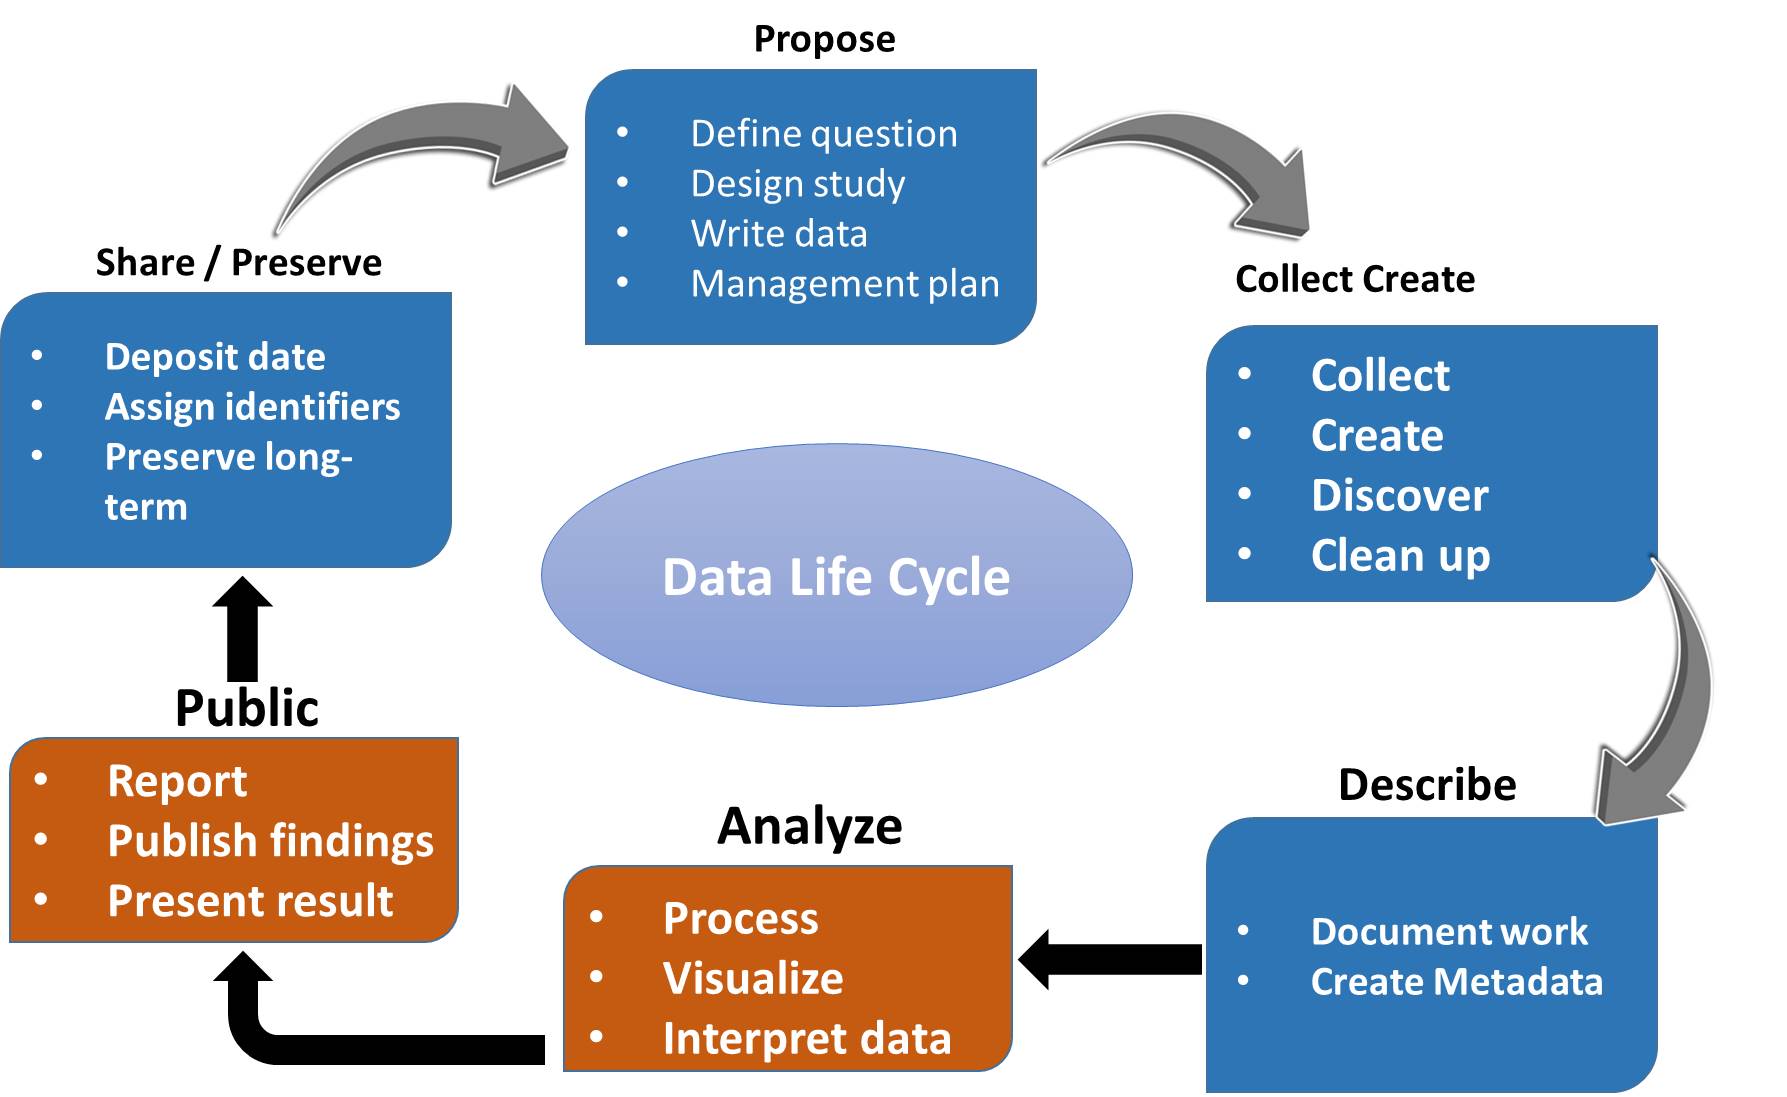 Propose
• Define question
• Design study
• Write data
• Management plan
Collect Create
• Collect
• Create
• Discover
• Clean up
Describe
• Document work
• Create Metadata
Analyze
• Process
• Visualize
• Interpret data
Public
• Report
• Publish findings
• Present result
Share / Preserve
• Deposit date
• Assign identifiers
• Preserve long-
term
Data Life Cycle